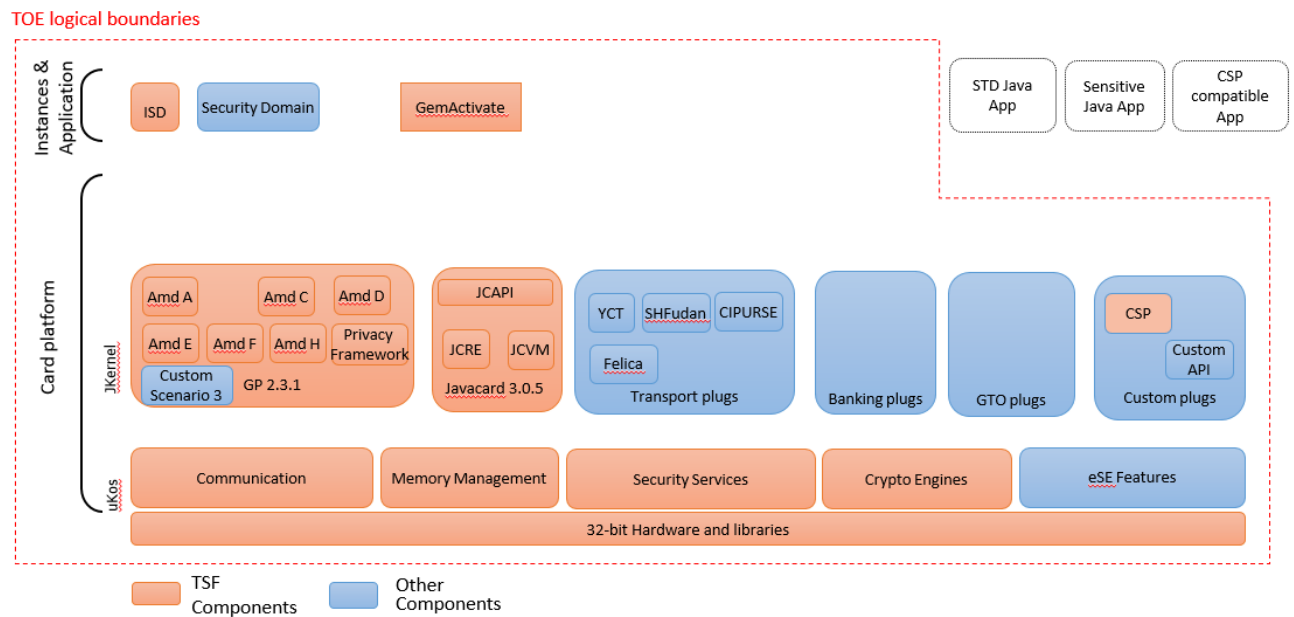 TOE logical boundaries
Instances &
Application
ISD
Security Domain
GemActivate
STD Java
App
Sensitive
Java App
CSP
compatible
App
Card platform
JKernel
Amd A
Amd C
Amd D
Amd E
Amd F
Amd H
Privacy
Framework
Custom
Scenario 3
GP 2.3.1
JCAPI
JCRE
JCVM
Javacard 3.0.5
YCT
SHFudan
CIPURSE
Felica
Transport plugs
Banking plugs
GTO plugs
CSP
Custom
API
Custom plugs
uKos
Communication
Memory Management
Security Services
Crypto Engines
eSE Features
32-bit Hardware and libraries
TSF
Components
Other
Components